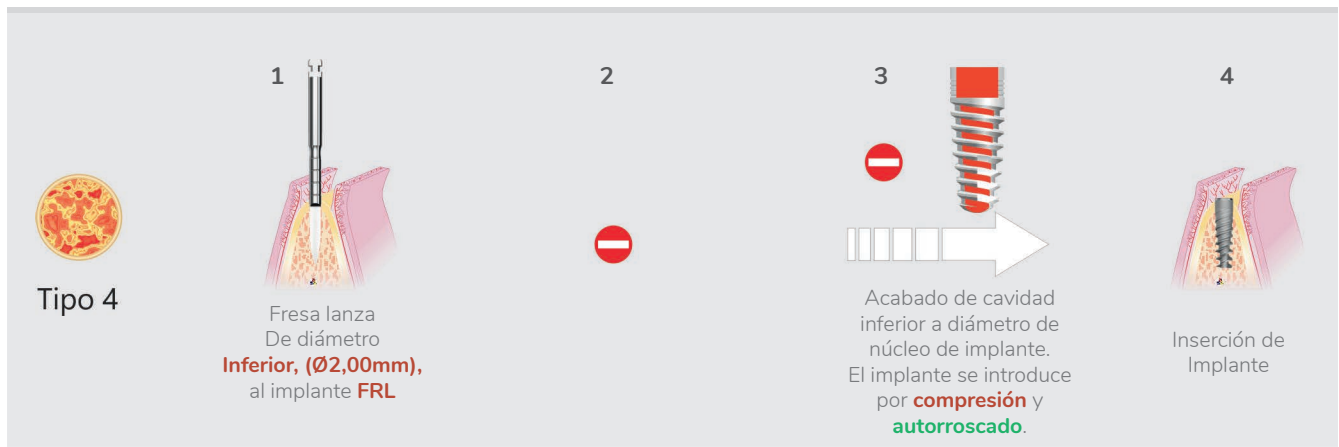 Tipo 4
1
Fresa lanza
De diámetro
Inferior, (Ø2,00mm),
al implante FRL
2
3
Acabado de cavidad
inferior a diámetro de
núcleo de implante.
El implante se introduce
por compresión y
autorroscado.
4
Inserción de
Implante